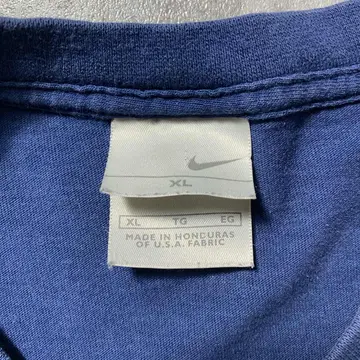 XL
XL TG EG
MADE IN HONDURAS
OF U.S.A. FABRIC